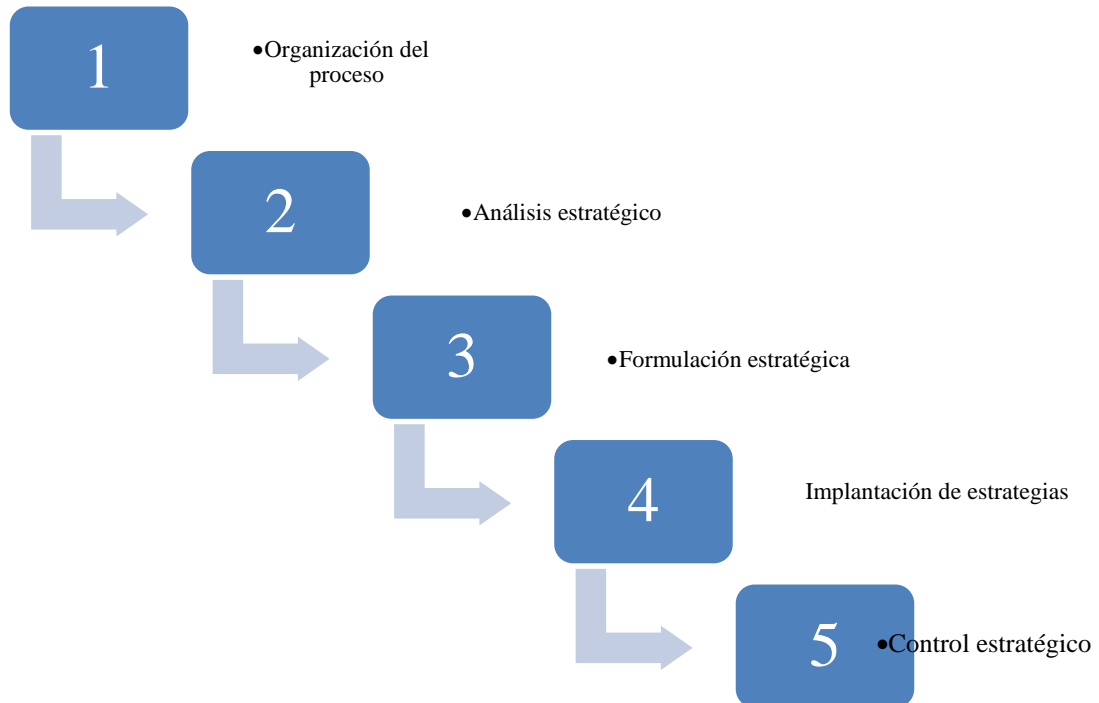 1
•Organización del
proceso
2
•Análisis estratégico
3
•Formulación estratégica
4
Implantación de estrategias
5
•Control estratégico